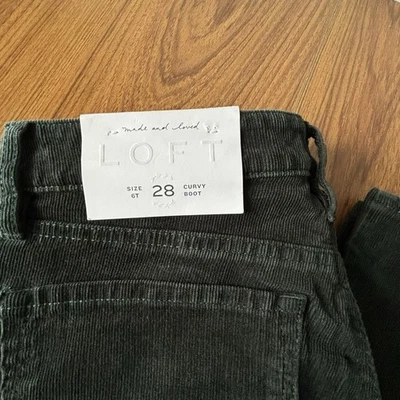 made and loved
LOFT
SIZE 28 CURVY
6T BOOT